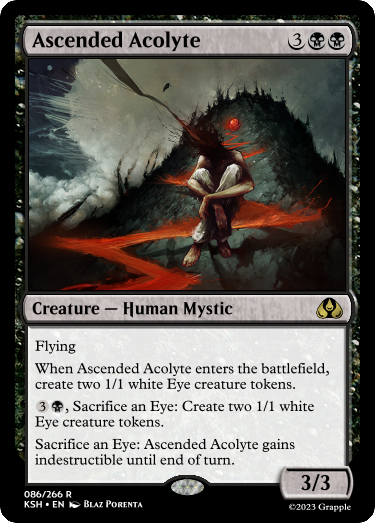 Ascended Acolyte 3
Creature — Human Mystic
Flying
When Ascended Acolyte enters the battlefield,
create two 1/1 white Eye creature tokens.
3, Sacrifice an Eye: Create two 1/1 white
Eye creature tokens.
Sacrifice an Eye: Ascended Acolyte gains
indestructible until end of turn.
3/3
086/266 R
KSH • EN Blaz Porenta
©2023 Grapple